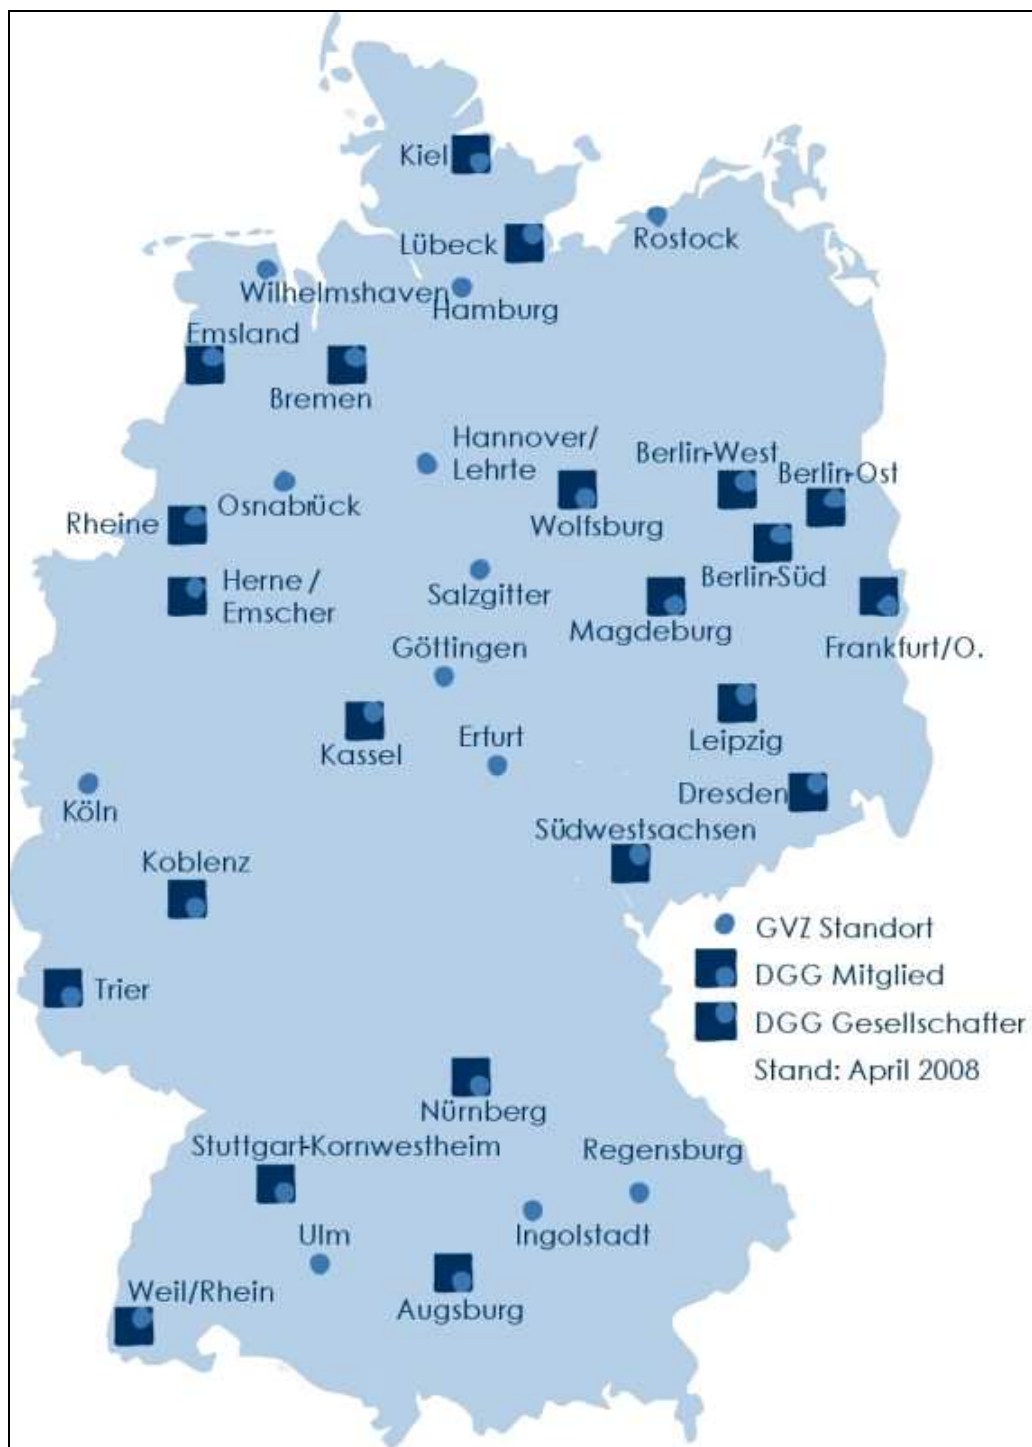 Kiel
Rostock
Lübeck
Wilhelmshaven
Hamburg
Emsland
Bremen
Hannover/
Lehrte
Berlin-West
Berlin-Ost
Osnabrück
Rheine
Wolfsburg
Herne/
Emscher
Salzgitter
Berlin-Süd
Magdeburg
Göttingen
Frankfurt/O.
Kassel
Erfurt
Leipzig
Köln
Dresden
Südwestsachsen
Koblenz
GVZ Standort
DGG Mitglied
Trier
DGG Gesellschafter
Stand: April 2008
Nürnberg
Stuttgart-Kornwestheim
Regensburg
Ulm
Ingolstadt
Weil/Rhein
Augsburg